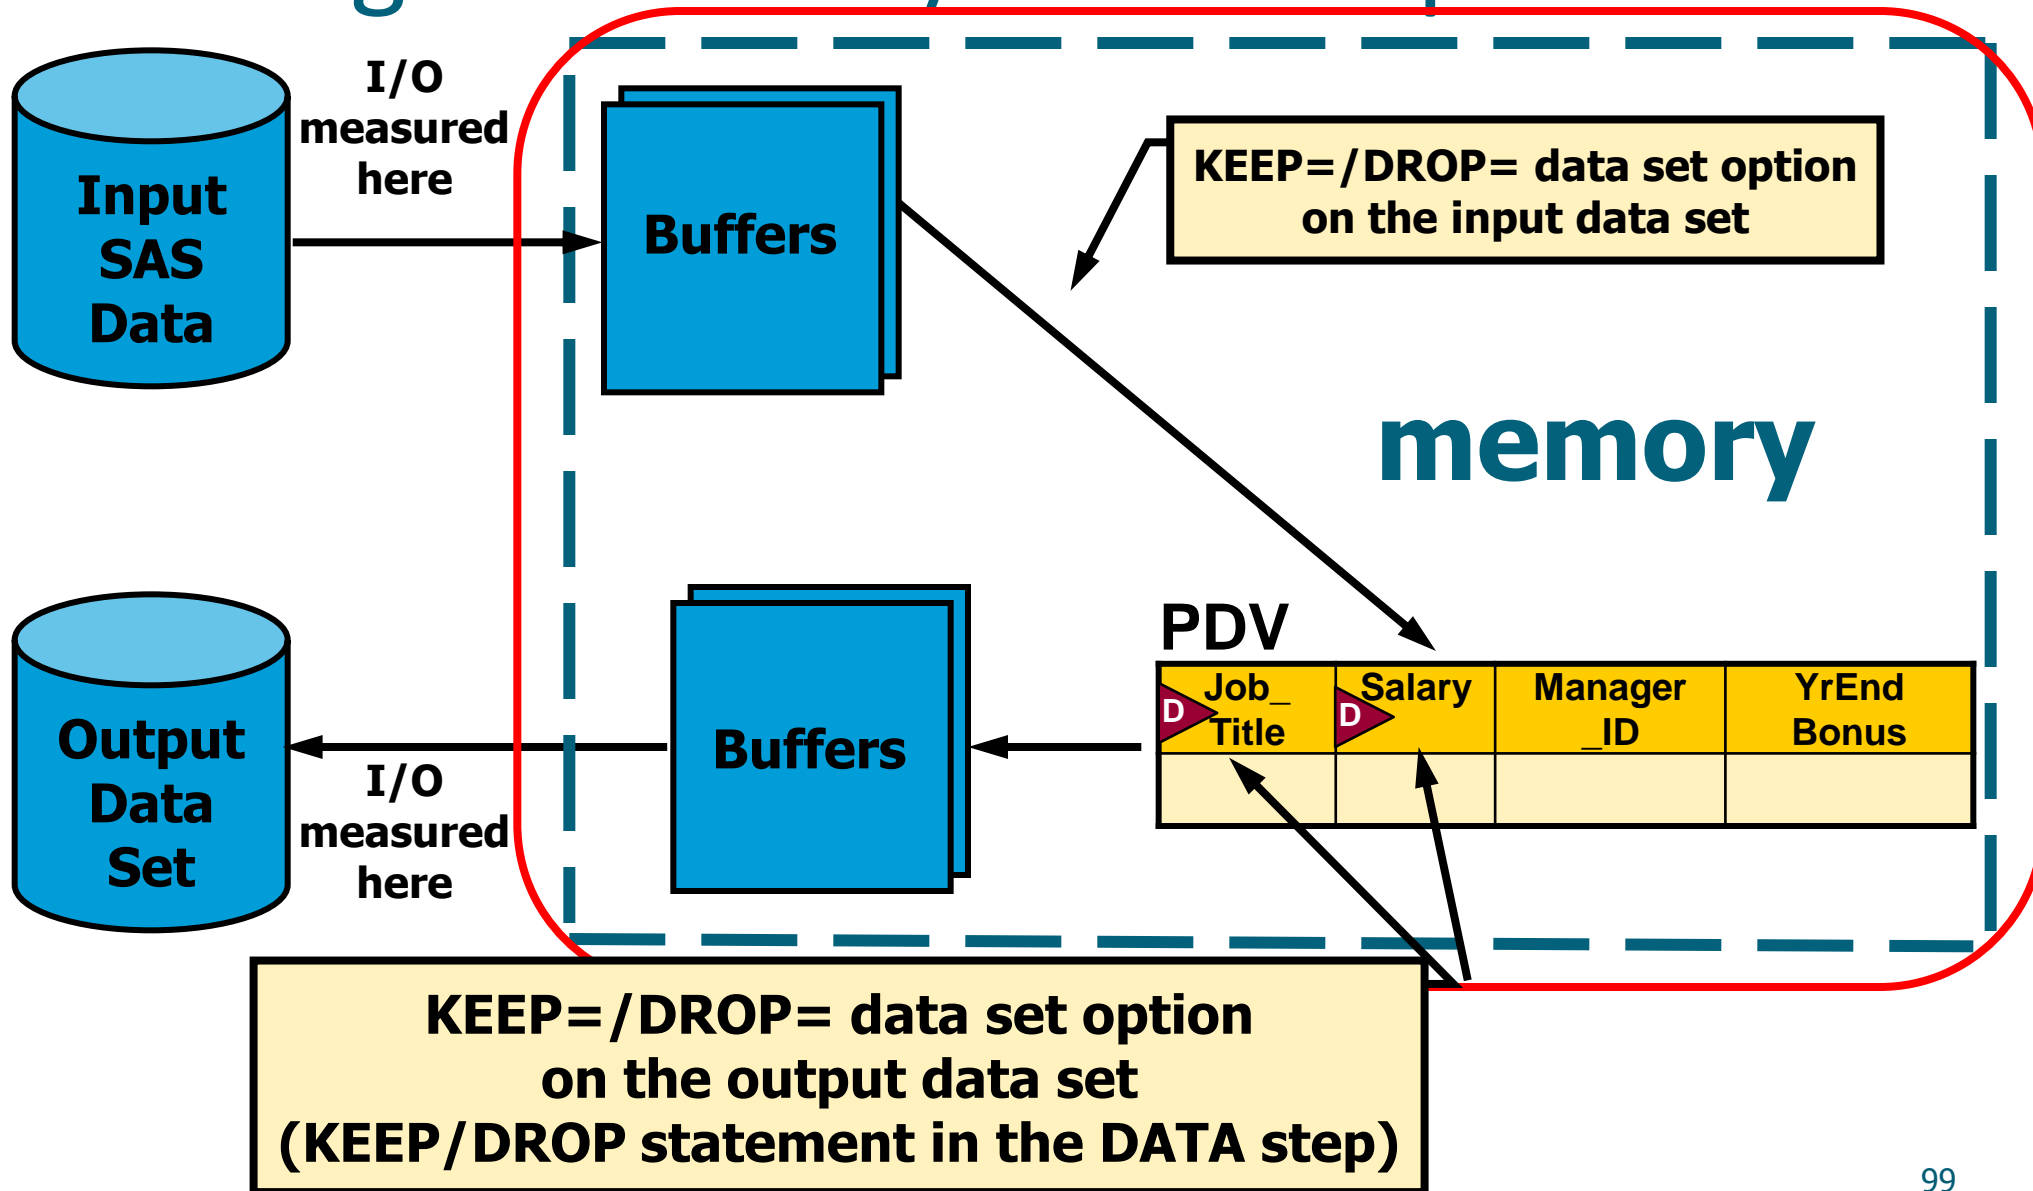 I/O
measured
here
Input
SAS
Data
Buffers
KEEP=/DROP= data set option
on the input data set
memory
PDV
Job_
Title
Salary
Manager
_ID
YrEnd
Bonus
D
D
Output
Data
Set
I/O
measured
here
Buffers
KEEP=/DROP= data set option
on the output data set
(KEEP/DROP statement in the DATA step)
99